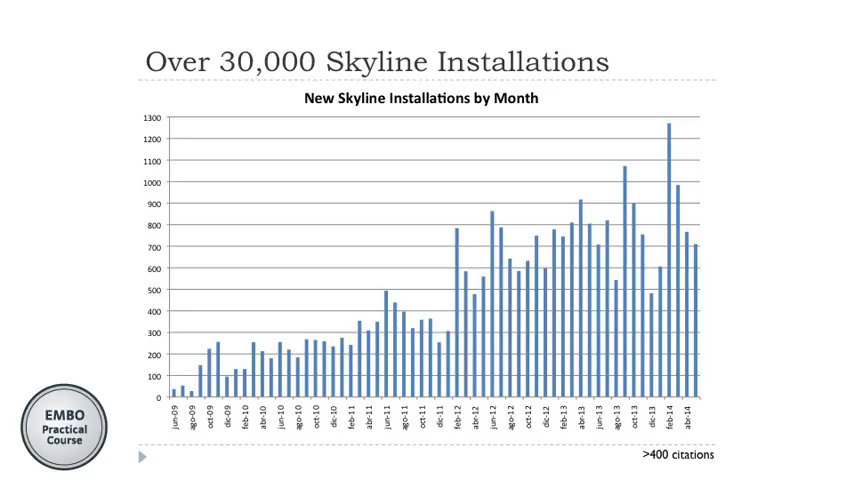 Over 30,000 Skyline Installations
New Skyline Installations by Month
1300
1200
1100
1000
900
800
700
600
500
400
300
200
100
0
jun-09
ago-09
oct-09
dic-09
feb-10
abr-10
jun-10
ago-10
oct-10
dic-10
feb-11
abr-11
jun-11
ago-11
oct-11
dic-11
feb-12
abr-12
jun-12
ago-12
oct-12
dic-12
feb-13
abr-13
jun-13
ago-13
oct-13
dic-13
feb-14
abr-14
EMBO
Practical
Course
>400 citations